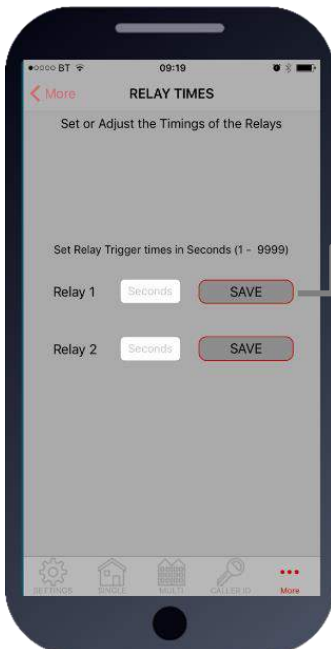 BT 09:19
More RELAY TIMES
Set or Adjust the Timings of the Relays
Set Relay Trigger times in Seconds (1 - 9999)
Relay 1 Seconds SAVE
Relay 2 Seconds SAVE
SETTINGS SINGLE MULTI CALLER ID More